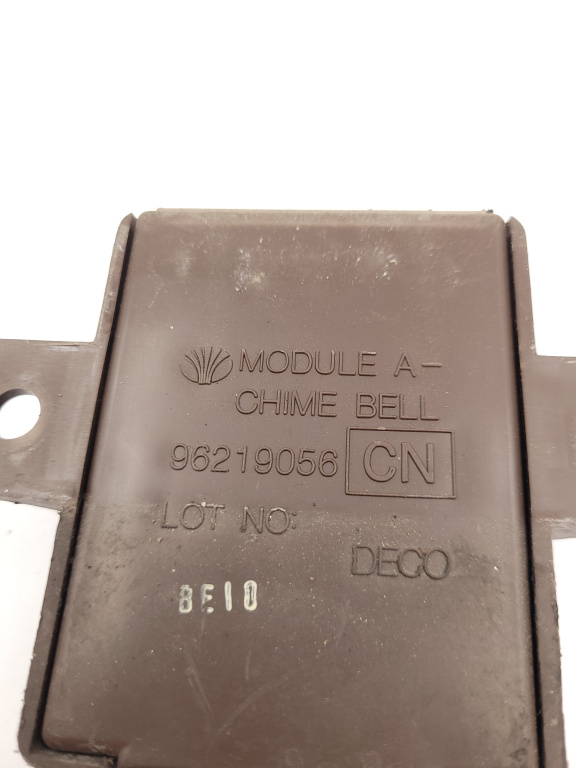 MODULE A-
CHIME BELL
96219056 CN
LOT NO:
DECO
8E10